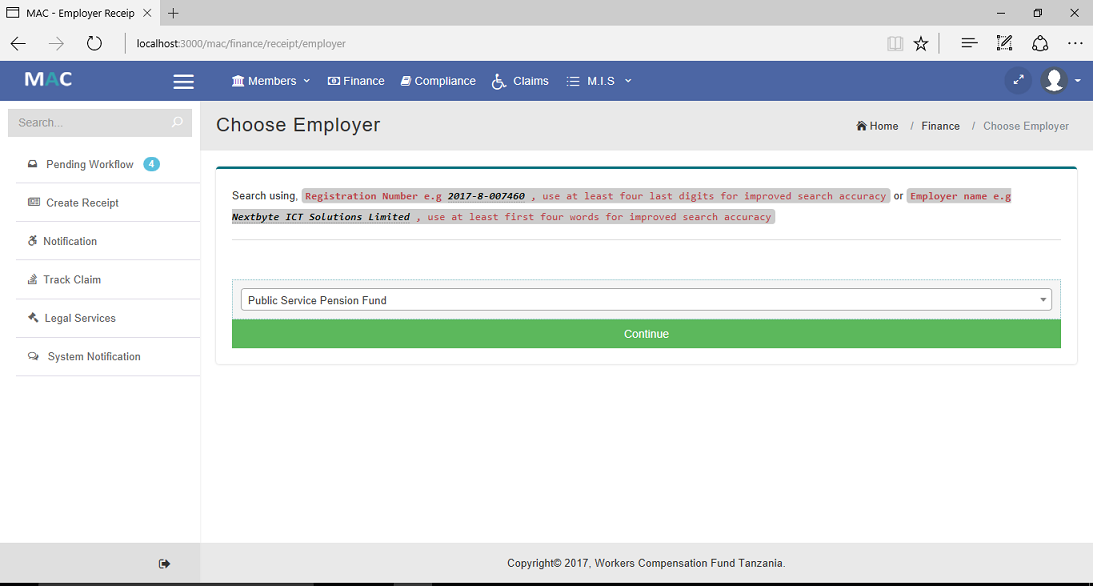 MAC - Employer Receip
localhost:3000/mac/finance/receipt/employer
MAC
Members Finance Compliance Claims M.I.S
Search...
Choose Employer
Home / Finance / Choose Employer
Pending Workflow 4
Create Receipt
Notification
Track Claim
Legal Services
System Notification
Search using, Registration Number e.g 2017-8-007460 , use at least four last digits for improved search accuracy or Employer name e.g
Nextbyte ICT Solutions Limited , use at least first four words for improved search accuracy
Public Service Pension Fund
Continue
Copyright© 2017, Workers Compensation Fund Tanzania.